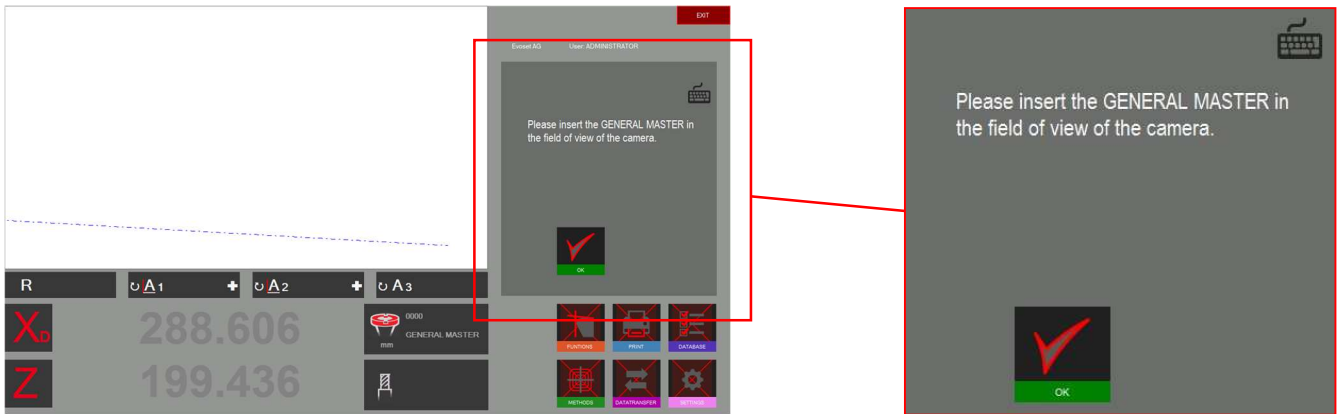 EXIT
Evoset AG User: ADMINISTRATOR
Please insert the GENERAL MASTER in
the field of view of the camera.
OK
R
A1
A2
A3
XD
288.606
0000
GENERAL MASTER
mm
Z
199.436
FUNTIONS
PRINT
DATABASE
METHODS
DATATRANSFER
SETTINGS
Please insert the GENERAL MASTER in
the field of view of the camera.
OK